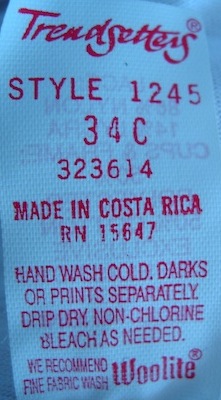 Trendsetters
STYLE 1245
34C
323614
MADE IN COSTA RICA
RN 15647
HAND WASH COLD. DARKS
OR PRINTS SEPARATELY.
DRIP DRY. NON-CHLORINE
BLEACH AS NEEDED.
WE RECOMMEND
FINE FABRIC WASH Woolite®